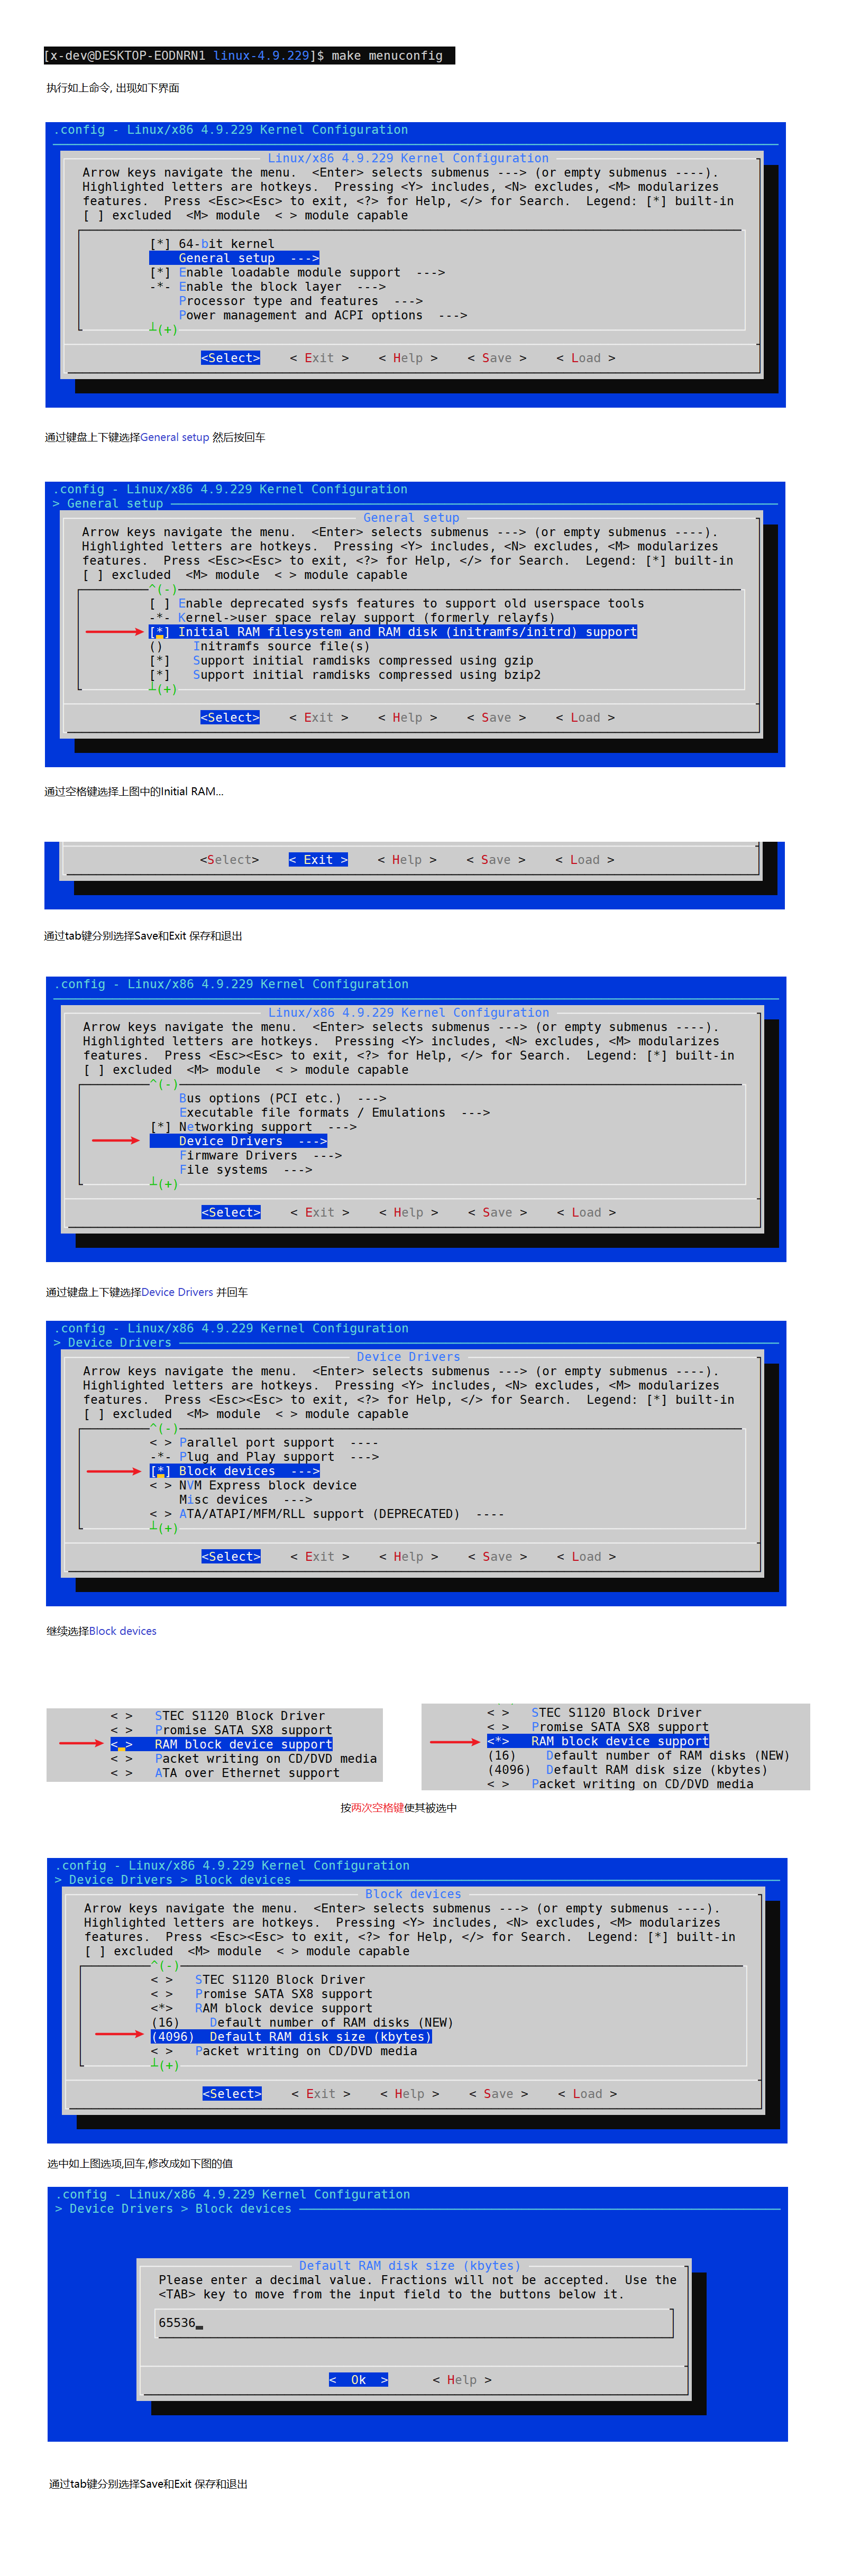 [x-dev@DESKTOP-EODNRN1 linux-4.9.229]$ make menuconfig
执行如上命令, 出现如下界面
.config - Linux/x86 4.9.229 Kernel Configuration
Linux/x86 4.9.229 Kernel Configuration
Arrow keys navigate the menu.  <Enter> selects submenus ---> (or empty submenus ----).
Highlighted letters are hotkeys.  Pressing <Y> includes, <N> excludes, <M> modularizes
features.  Press <Esc><Esc> to exit, <?> for Help, </> for Search.  Legend: [*] built-in
[ ] excluded  <M> module  < > module capable
[*] 64-bit kernel
General setup  --->
[*] Enable loadable module support  --->
-*- Enable the block layer  --->
Processor type and features  --->
Power management and ACPI options  --->
┴(+)
<Select>    < Exit >    < Help >    < Save >    < Load >
通过键盘上下键选择General setup 然后按回车
.config - Linux/x86 4.9.229 Kernel Configuration
> General setup
General setup
Arrow keys navigate the menu.  <Enter> selects submenus ---> (or empty submenus ----).
Highlighted letters are hotkeys.  Pressing <Y> includes, <N> excludes, <M> modularizes
features.  Press <Esc><Esc> to exit, <?> for Help, </> for Search.  Legend: [*] built-in
[ ] excluded  <M> module  < > module capable
^(-)
[ ] Enable deprecated sysfs features to support old userspace tools
-*- Kernel->user space relay support (formerly relayfs)
[*] Initial RAM filesystem and RAM disk (initramfs/initrd) support
()    Initramfs source file(s)
[*]   Support initial ramdisks compressed using gzip
[*]   Support initial ramdisks compressed using bzip2
┴(+)
<Select>    < Exit >    < Help >    < Save >    < Load >
通过空格键选择上图中的Initial RAM...
<Select>    < Exit >    < Help >    < Save >    < Load >
通过tab键分别选择Save和Exit 保存和退出
.config - Linux/x86 4.9.229 Kernel Configuration
Linux/x86 4.9.229 Kernel Configuration
Arrow keys navigate the menu.  <Enter> selects submenus ---> (or empty submenus ----).
Highlighted letters are hotkeys.  Pressing <Y> includes, <N> excludes, <M> modularizes
features.  Press <Esc><Esc> to exit, <?> for Help, </> for Search.  Legend: [*] built-in
[ ] excluded  <M> module  < > module capable
^(-)
Bus options (PCI etc.)  --->
Executable file formats / Emulations  --->
[*] Networking support  --->
Device Drivers  --->
Firmware Drivers  --->
File systems  --->
┴(+)
<Select>    < Exit >    < Help >    < Save >    < Load >
通过键盘上下键选择Device Drivers 并回车
.config - Linux/x86 4.9.229 Kernel Configuration
> Device Drivers
Device Drivers
Arrow keys navigate the menu.  <Enter> selects submenus ---> (or empty submenus ----).
Highlighted letters are hotkeys.  Pressing <Y> includes, <N> excludes, <M> modularizes
features.  Press <Esc><Esc> to exit, <?> for Help, </> for Search.  Legend: [*] built-in
[ ] excluded  <M> module  < > module capable
^(-)
< > Parallel port support  ----
-*- Plug and Play support  --->
[*] Block devices  --->
< > NVM Express block device
Misc devices  --->
< > ATA/ATAPI/MFM/RLL support (DEPRECATED)  ----
┴(+)
<Select>    < Exit >    < Help >    < Save >    < Load >
继续选择Block devices
< >   STEC S1120 Block Driver
< >   Promise SATA SX8 support
< >   RAM block device support
< >   Packet writing on CD/DVD media
< >   ATA over Ethernet support
< >   STEC S1120 Block Driver
< >   Promise SATA SX8 support
<*>   RAM block device support
(16)    Default number of RAM disks (NEW)
(4096)  Default RAM disk size (kbytes)
< >   Packet writing on CD/DVD media
按两次空格键使其被选中
.config - Linux/x86 4.9.229 Kernel Configuration
> Device Drivers > Block devices
Block devices
Arrow keys navigate the menu.  <Enter> selects submenus ---> (or empty submenus ----).
Highlighted letters are hotkeys.  Pressing <Y> includes, <N> excludes, <M> modularizes
features.  Press <Esc><Esc> to exit, <?> for Help, </> for Search.  Legend: [*] built-in
[ ] excluded  <M> module  < > module capable
^(-)
< >   STEC S1120 Block Driver
< >   Promise SATA SX8 support
<*>   RAM block device support
(16)    Default number of RAM disks (NEW)
(4096)  Default RAM disk size (kbytes)
< >   Packet writing on CD/DVD media
┴(+)
<Select>    < Exit >    < Help >    < Save >    < Load >
选中如上图选项,回车,修改成如下图的值
.config - Linux/x86 4.9.229 Kernel Configuration
> Device Drivers > Block devices
Default RAM disk size (kbytes)
Please enter a decimal value. Fractions will not be accepted.  Use the
<TAB> key to move from the input field to the buttons below it.
65536
<  Ok  >      < Help >
通过tab键分别选择Save和Exit 保存和退出